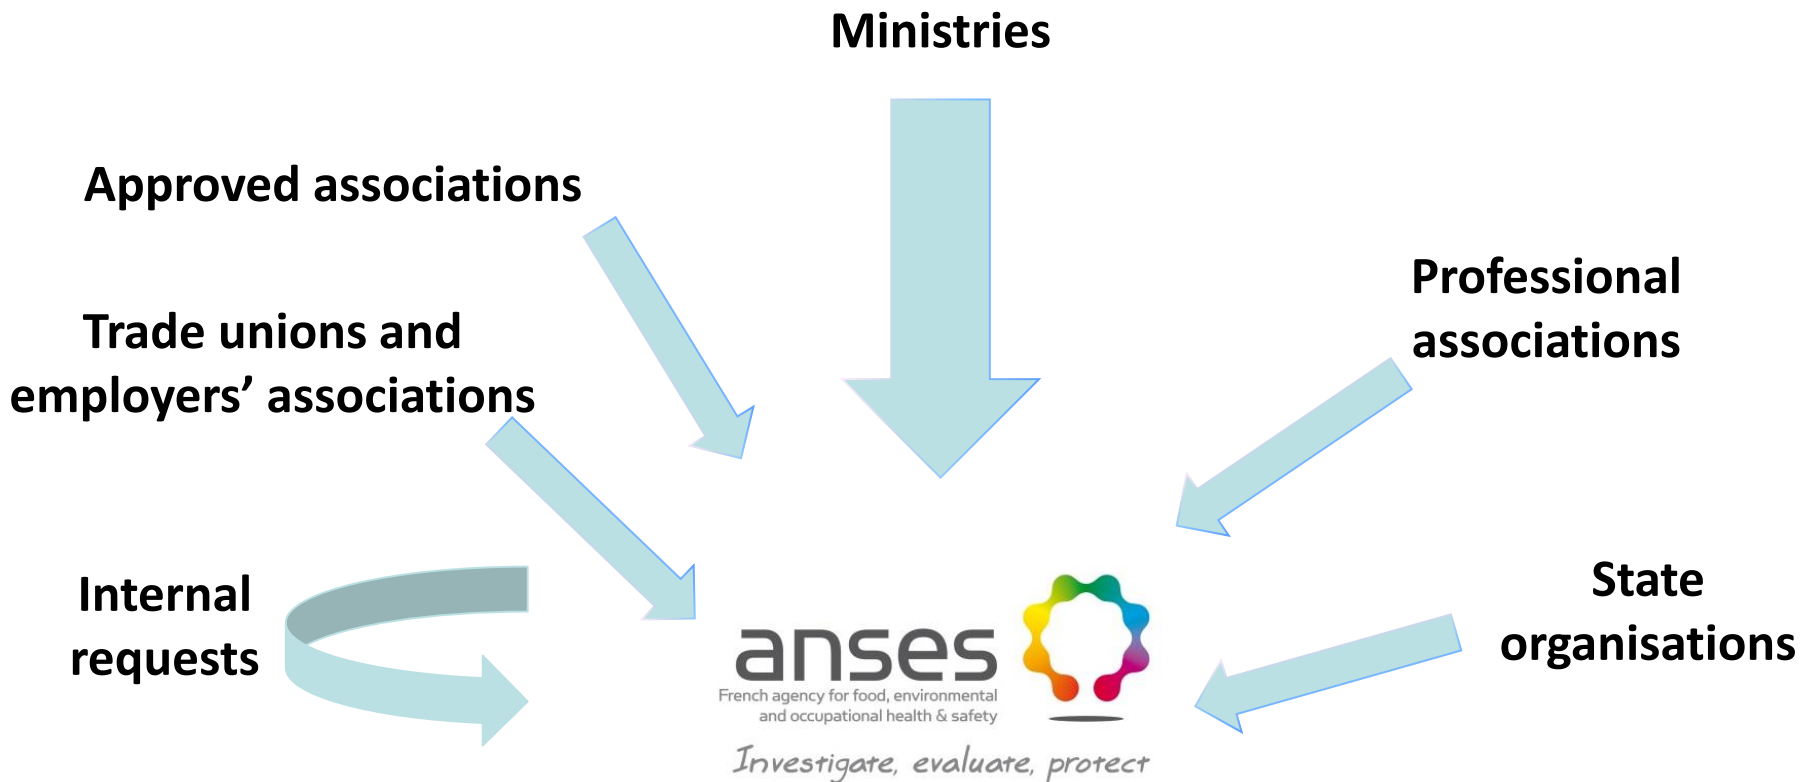 Ministries
Approved associations
Trade unions and
employers’ associations
Professional
associations
Internal
requests
State
organisations
anses
French agency for food, environmental
and occupational health & safety
Investigate, evaluate, protect